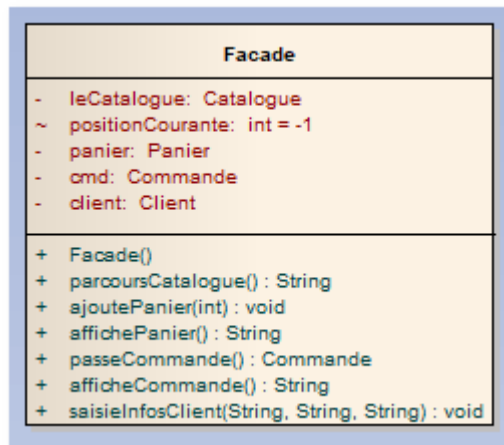 Facade
- leCatalogue: Catalogue
~ positionCourante: int = -1
- panier: Panier
- cmd: Commande
- client: Client
+ Facade()
+ parcoursCatalogue() : String
+ ajoutePanier(int) : void
+ affichePanier() : String
+ passeCommande() : Commande
+ afficheCommande() : String
+ saisieInfosClient(String, String, String) : void